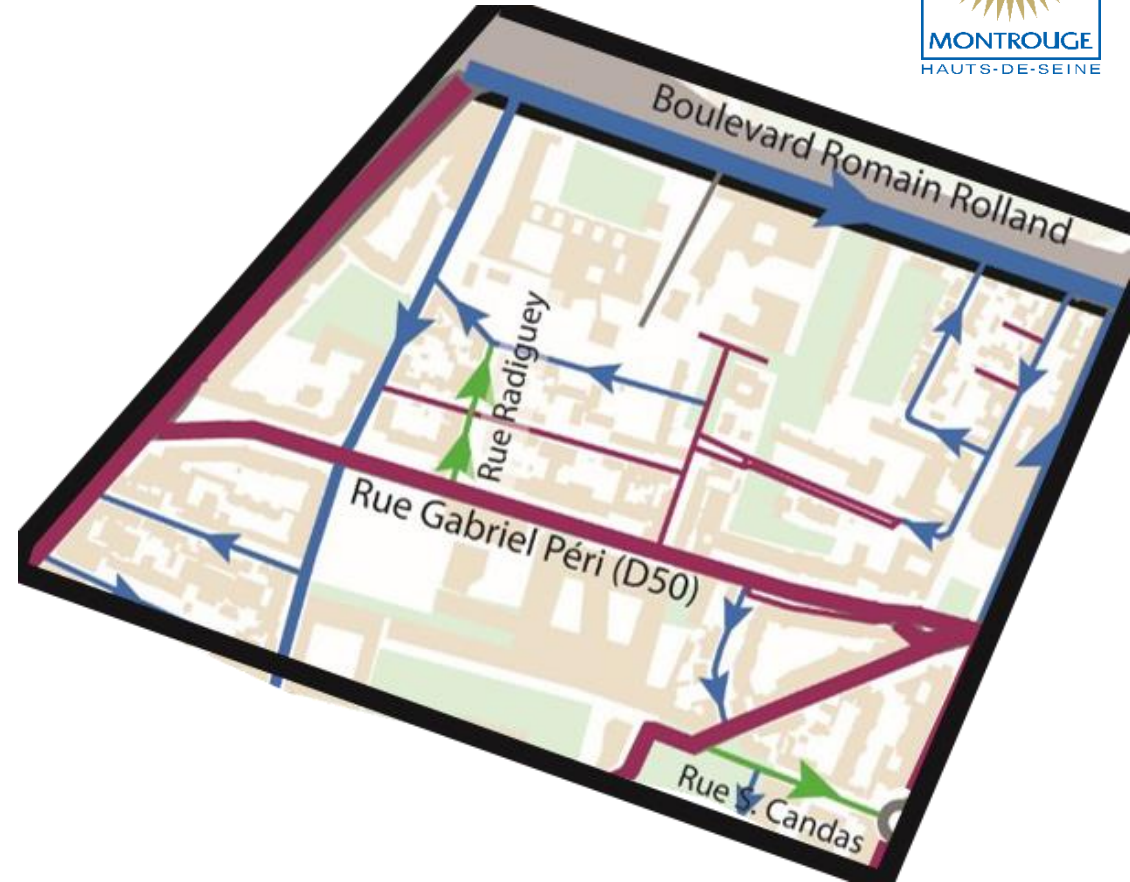 MONTROUGE
HAUTS-DE-SEINE
Boulevard Romain Rolland
Rue Radiguey
Rue Gabriel Péri (D50)
Rue S. Candas